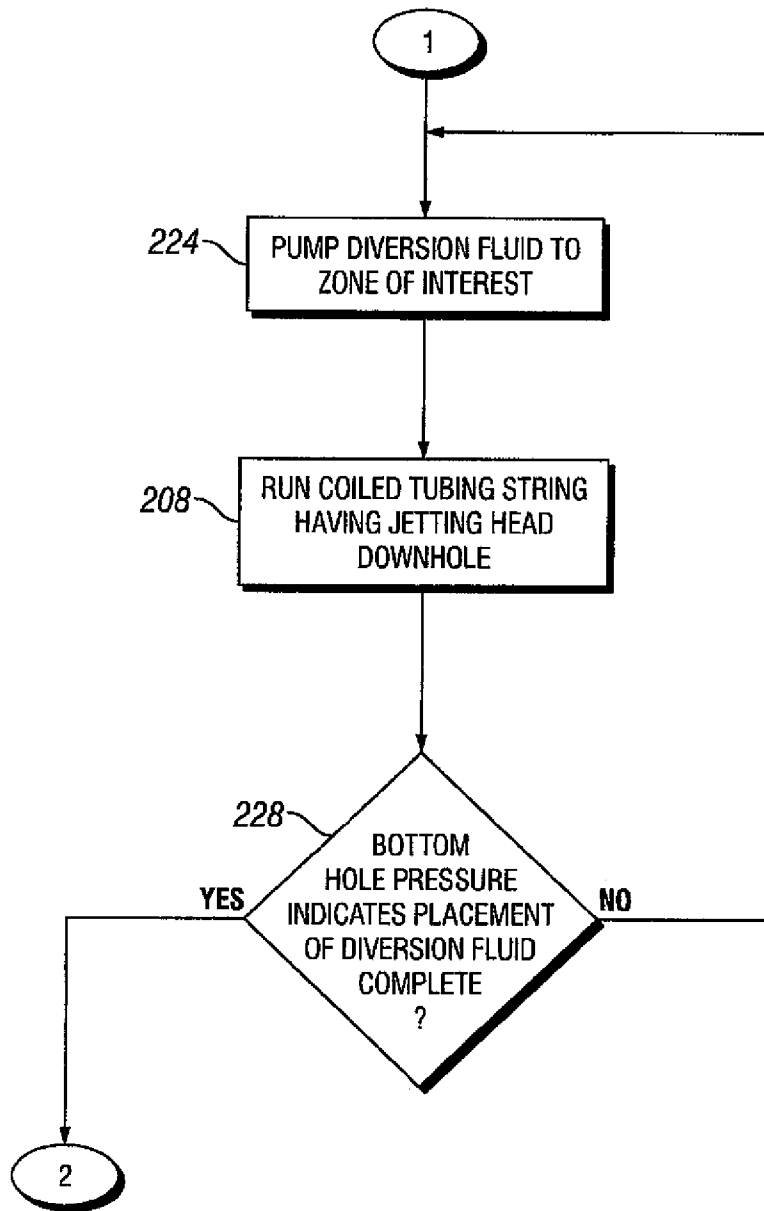 1
224
PUMP DIVERSION FLUID TO
ZONE OF INTEREST
208
RUN COILED TUBING STRING
HAVING JETTING HEAD
DOWNHOLE
228
BOTTOM
HOLE PRESSURE
INDICATES PLACEMENT
OF DIVERSION FLUID
COMPLETE
?
YES
NO
2